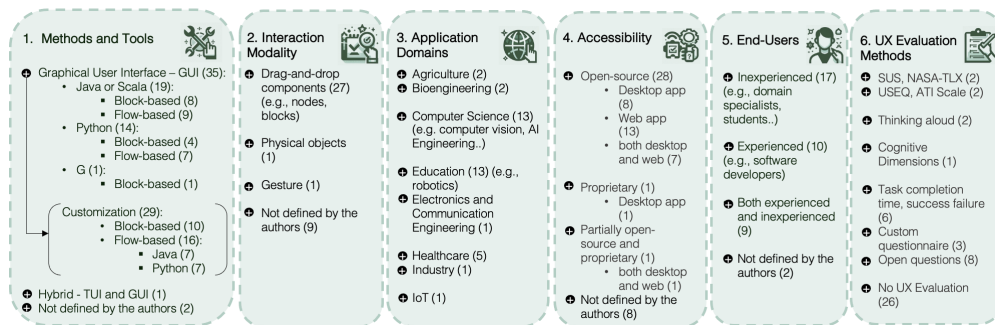 1. Methods and Tools
Graphical User Interface – GUI (35):
Java or Scala (19):
Block-based (8)
Flow-based (9)
Python (14):
Block-based (4)
Flow-based (7)
G (1):
Block-based (1)
Customization (29):
Block-based (10)
Flow-based (16):
Java (7)
Python (7)
Hybrid - TUI and GUI (1)
Not defined by the authors (2)
2. Interaction
Modality
Drag-and-drop
components (27)
(e.g., nodes,
blocks)
Physical objects
(1)
Gesture (1)
Not defined by the
authors (9)
3. Application
Domains
Agriculture (2)
Bioengineering (2)
Computer Science (13)
(e.g. computer vision, AI
Engineering..)
Education (13) (e.g.,
robotics)
Electronics and
Communication
Engineering (1)
Healthcare (5)
Industry (1)
IoT (1)
4. Accessibility
Open-source (28)
Desktop app
(8)
Web app
(13)
both desktop
and web (7)
Proprietary (1)
Desktop app
(1)
Partially open-
source and
proprietary (1)
both desktop
and web (1)
Not defined by the
authors (8)
5. End-Users
Inexperienced (17)
(e.g., domain
specialists,
students..)
Experienced (10)
(e.g., software
developers)
Both experienced
and inexperienced
(9)
Not defined by the
authors (2)
6. UX Evaluation
Methods
SUS, NASA-TLX (2)
USEQ, ATI Scale (2)
Thinking aloud (2)
Cognitive
Dimensions (1)
Task completion
time, success failure
(6)
Custom
questionnaire (3)
Open questions (8)
No UX Evaluation
(26)